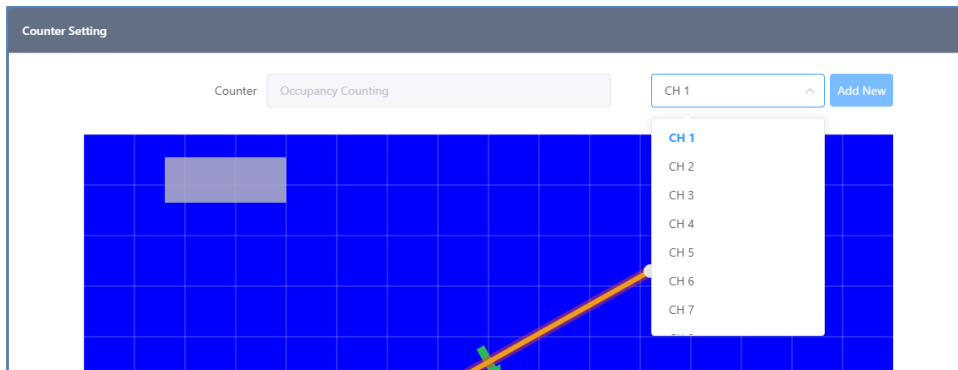 Counter Setting
Counter Occupancy Counting CH 1 Add New
CH 1
CH 2
CH 3
CH 4
CH 5
CH 6
CH 7